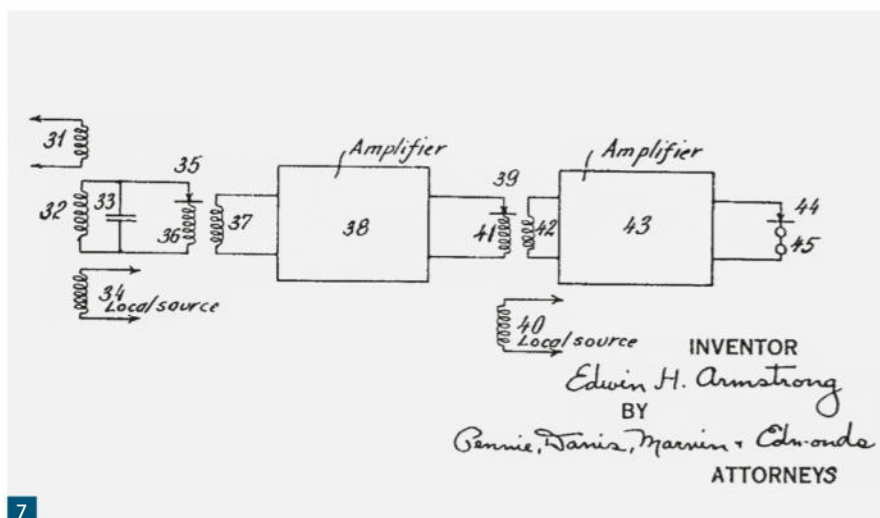 31
Amplifier
Amplifier
35
39
32
33
36
37
38
41
42
43
44
45
34
Local source
40
Local source
INVENTOR
Edwin H. Armstrong
BY
Pennie, Davis, Marvin & Edmonds
ATTORNEYS
7